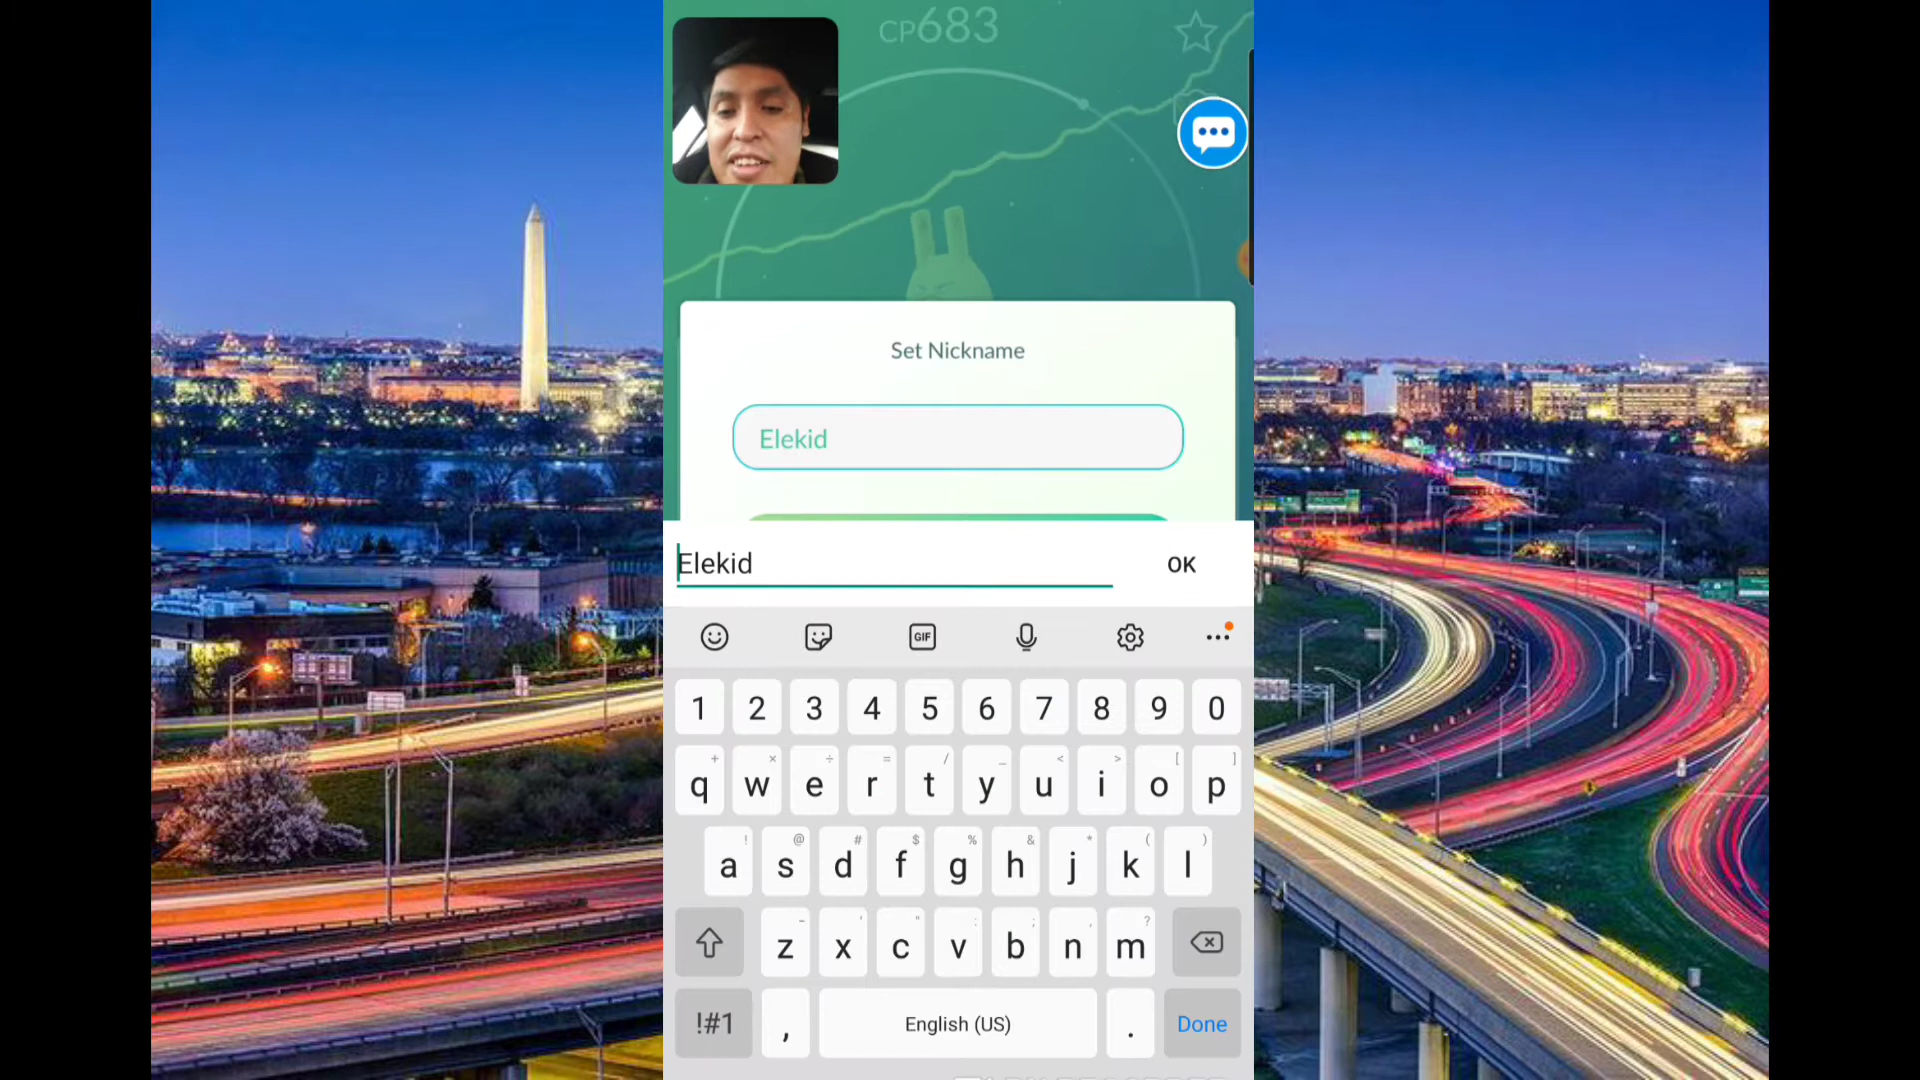 CP683
Set Nickname
Elekid
Elekid
OK
GIF
1 2 3 4 5 6 7 8 9 0
+ × ÷ = / _ < > [ ]
q w e r t y u i o p
! @ # $ % & * ( )
a s d f g h j k l
- ' " : ; , ?
z x c v b n m
!#1 , English (US) . Done